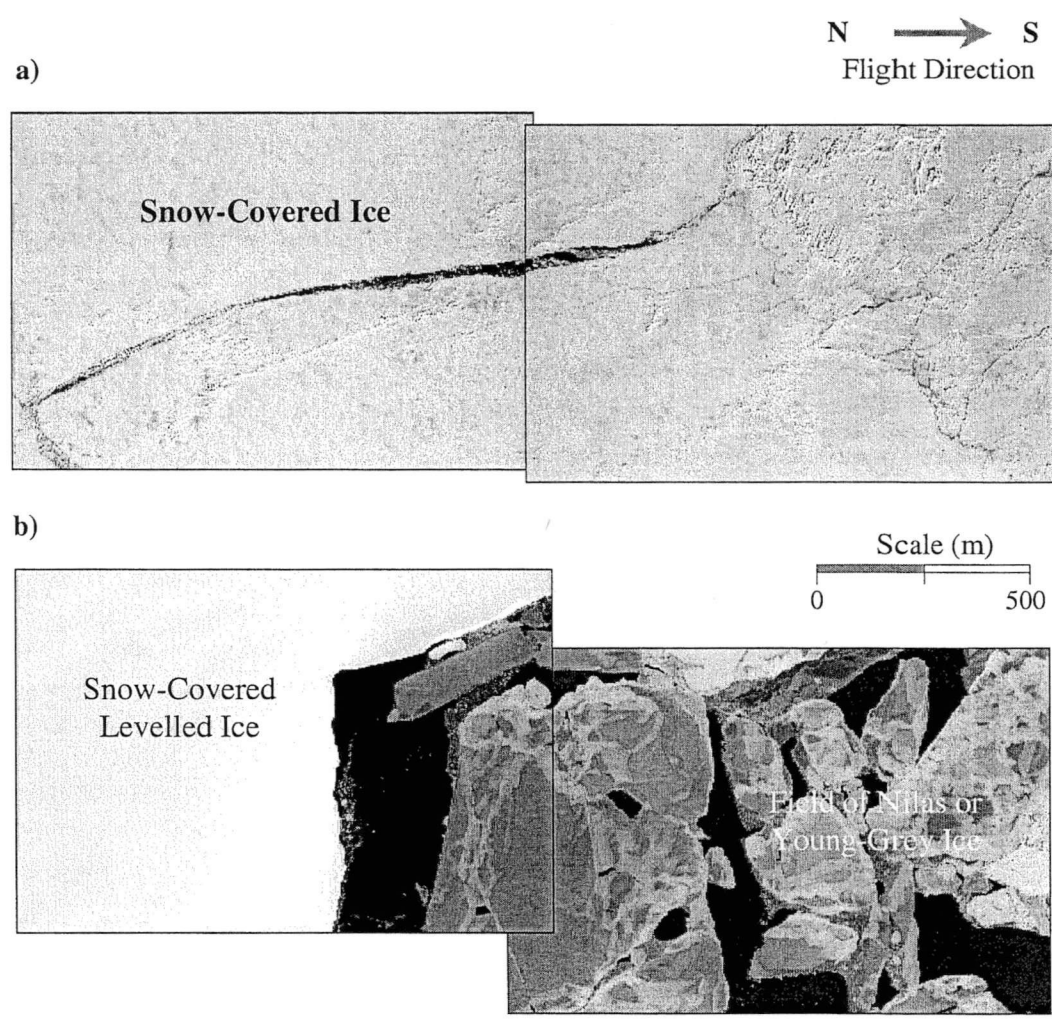 N S
Flight Direction
a)
Snow-Covered Ice
b)
Scale (m)
0 500
Snow-Covered
Levelled Ice
Field of Nilas or
Young-Grey Ice